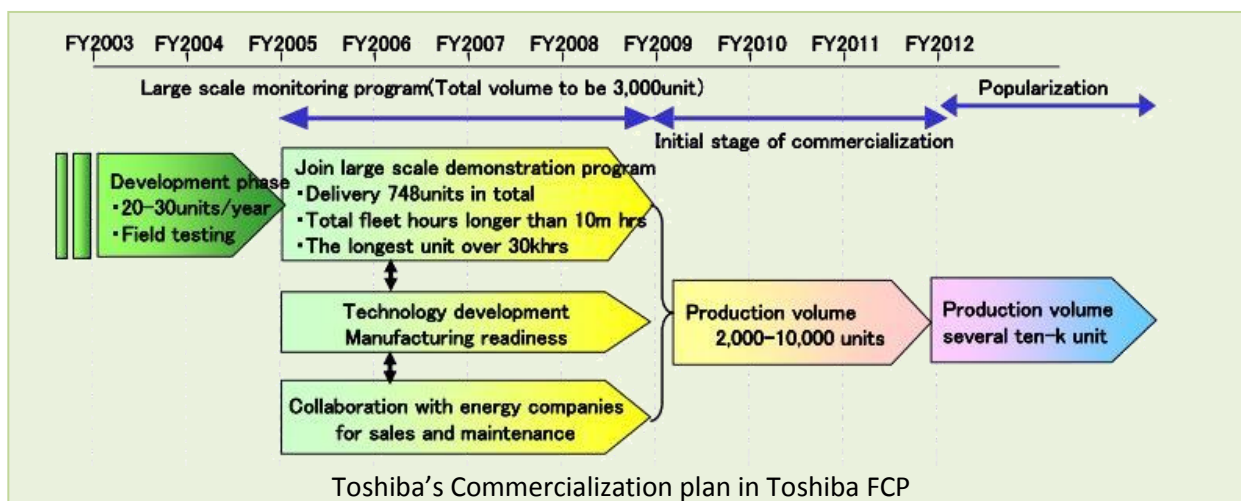 FY2003 FY2004 FY2005 FY2006 FY2007 FY2008 FY2009 FY2010 FY2011 FY2012
Large scale monitoring program(Total volume to be 3,000unit)
Popularization
Initial stage of commercialization
Development phase
・20-30units/year
・Field testing
Join large scale demonstration program
・Delivery 748units in total
・Total fleet hours longer than 10m hrs
・The longest unit over 30khrs
Technology development
Manufacturing readiness
Collaboration with energy companies
for sales and maintenance
Production volume
2,000-10,000 units
Production volume
several ten-k unit
Toshiba's Commercialization plan in Toshiba FCP